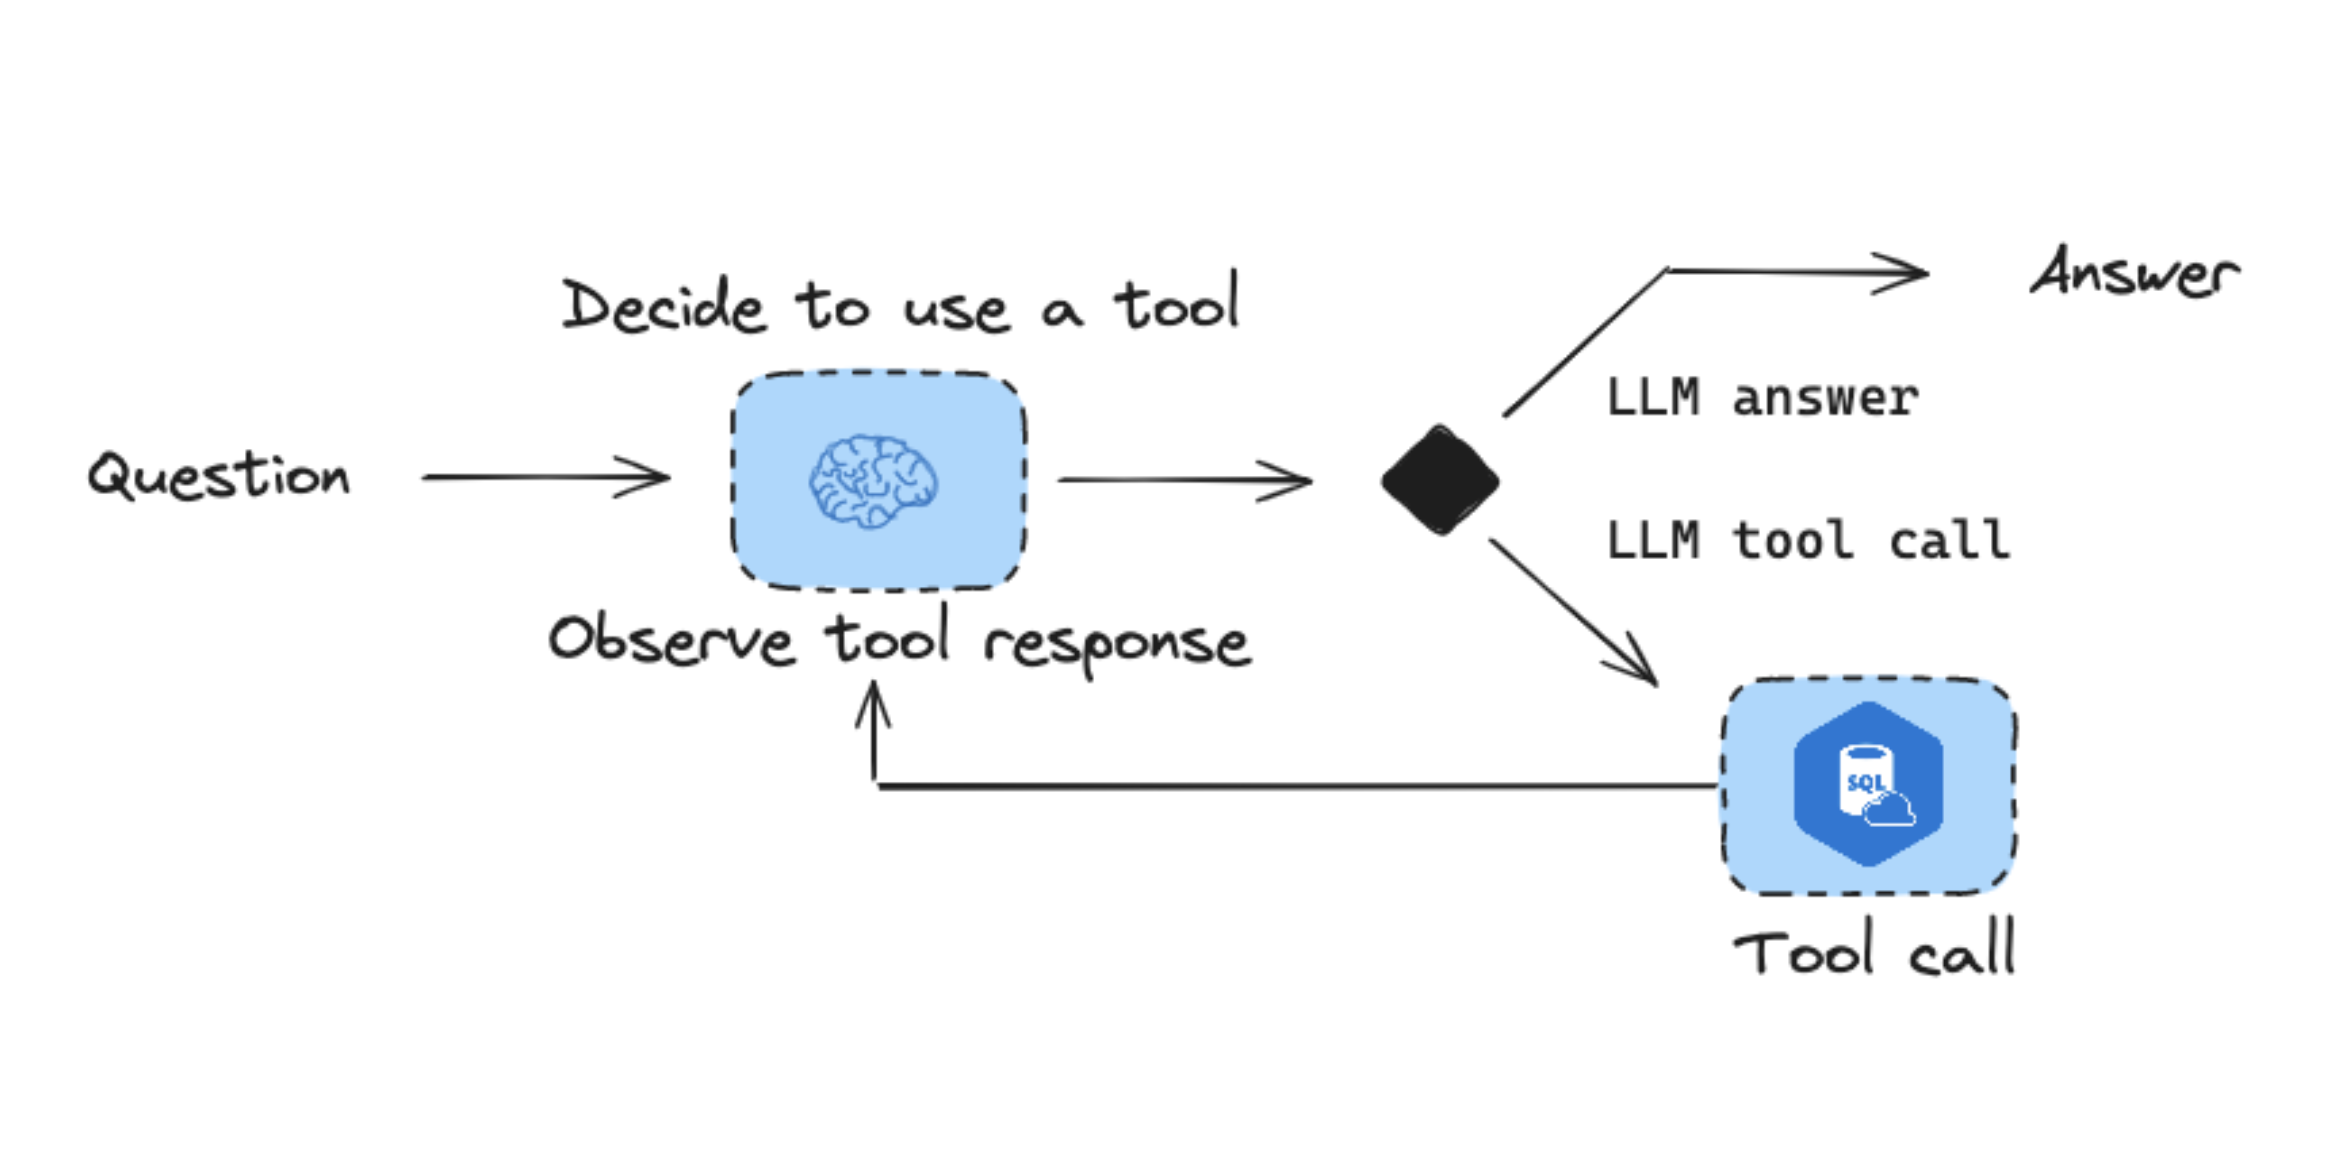 Decide to use a tool
Answer
LLM answer
Question
LLM tool call
Observe tool response
SQL
Tool call